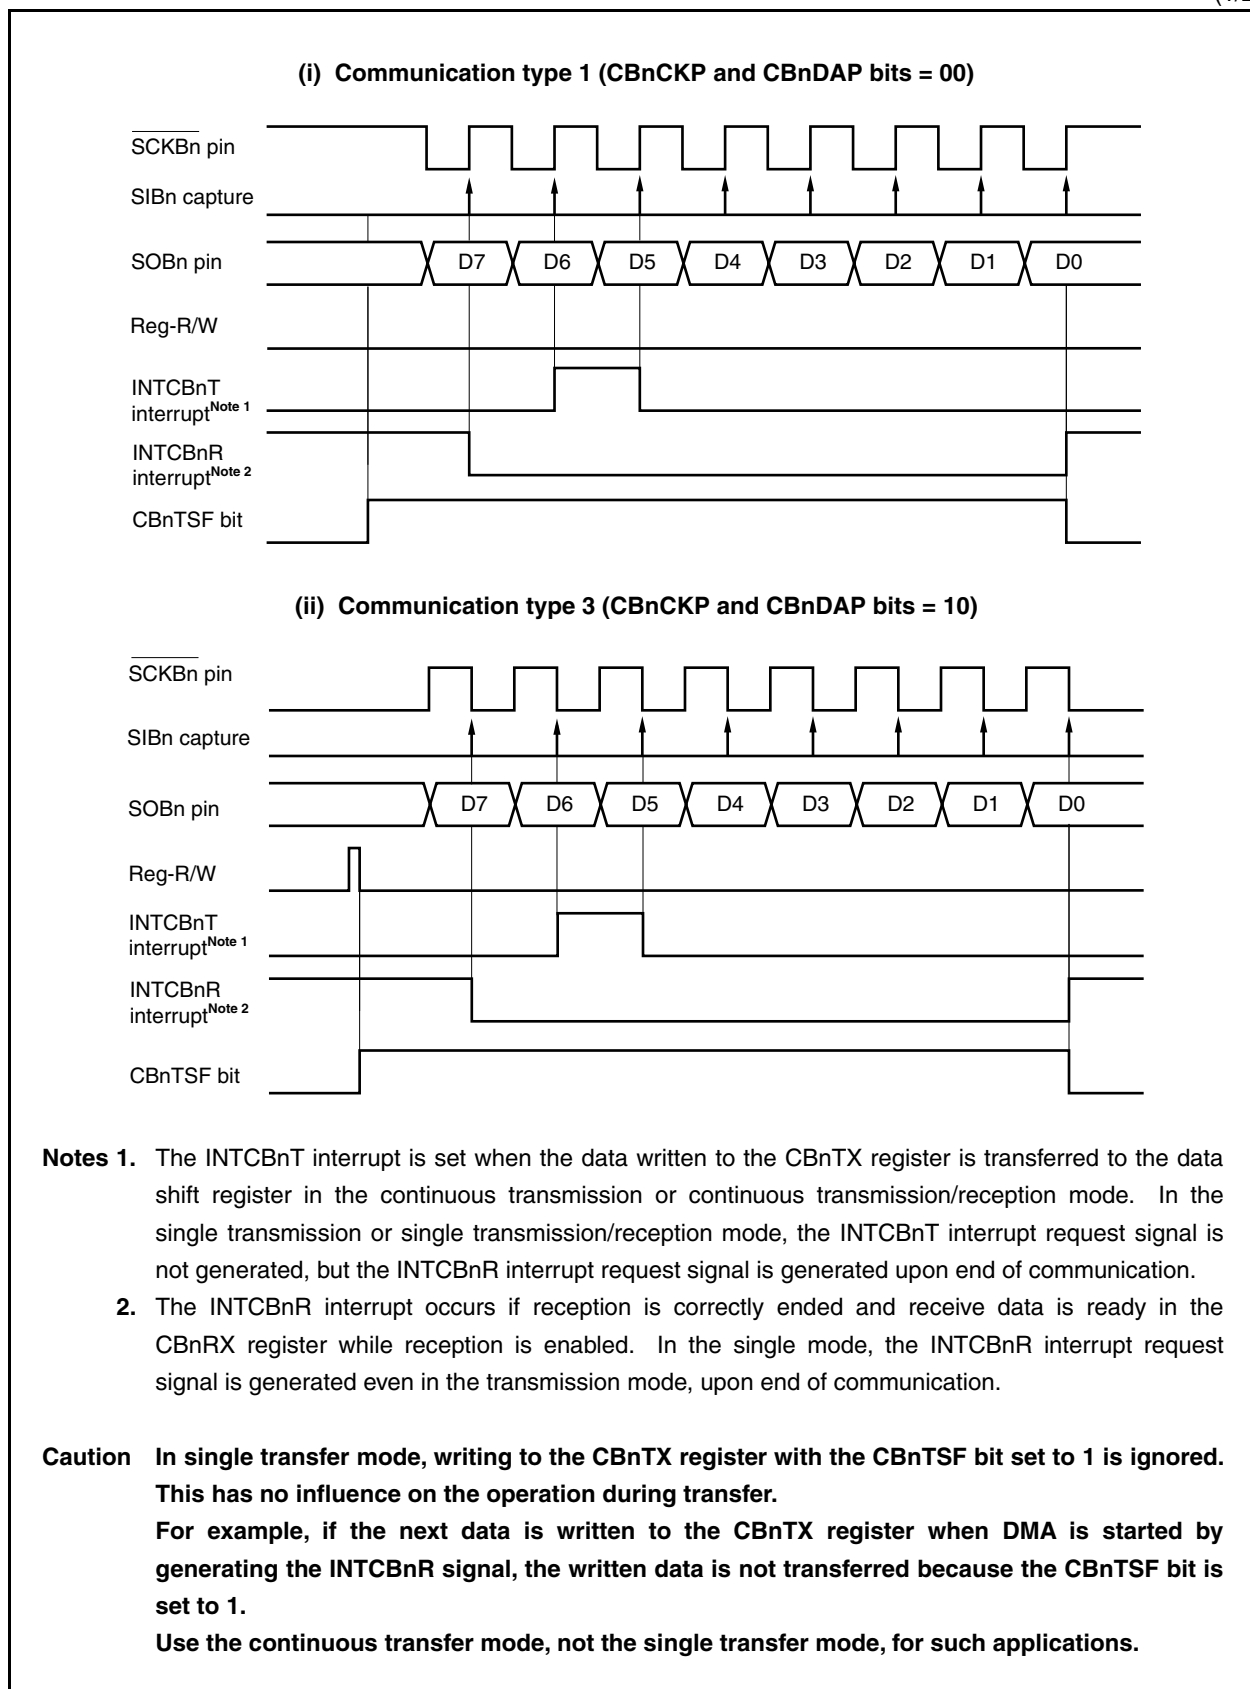 (i) Communication type 1 (CBnCKP and CBnDAP bits = 00)
SCKBn pin
SIBn capture
SOBn pin D7 D6 D5 D4 D3 D2 D1 D0
Reg-R/W
INTCBnT
interrupt Note 1
INTCBnR
interrupt Note 2
CBnTSF bit
(ii) Communication type 3 (CBnCKP and CBnDAP bits = 10)
SCKBn pin
SIBn capture
SOBn pin D7 D6 D5 D4 D3 D2 D1 D0
Reg-R/W
INTCBnT
interrupt Note 1
INTCBnR
interrupt Note 2
CBnTSF bit
Notes 1. The INTCBnT interrupt is set when the data written to the CBnTX register is transferred to the data
shift register in the continuous transmission or continuous transmission/reception mode. In the
single transmission or single transmission/reception mode, the INTCBnT interrupt request signal is
not generated, but the INTCBnR interrupt request signal is generated upon end of communication.
2. The INTCBnR interrupt occurs if reception is correctly ended and receive data is ready in the
CBnRX register while reception is enabled. In the single mode, the INTCBnR interrupt request
signal is generated even in the transmission mode, upon end of communication.
Caution In single transfer mode, writing to the CBnTX register with the CBnTSF bit set to 1 is ignored.
This has no influence on the operation during transfer.
For example, if the next data is written to the CBnTX register when DMA is started by
generating the INTCBnR signal, the written data is not transferred because the CBnTSF bit is
set to 1.
Use the continuous transfer mode, not the single transfer mode, for such applications.